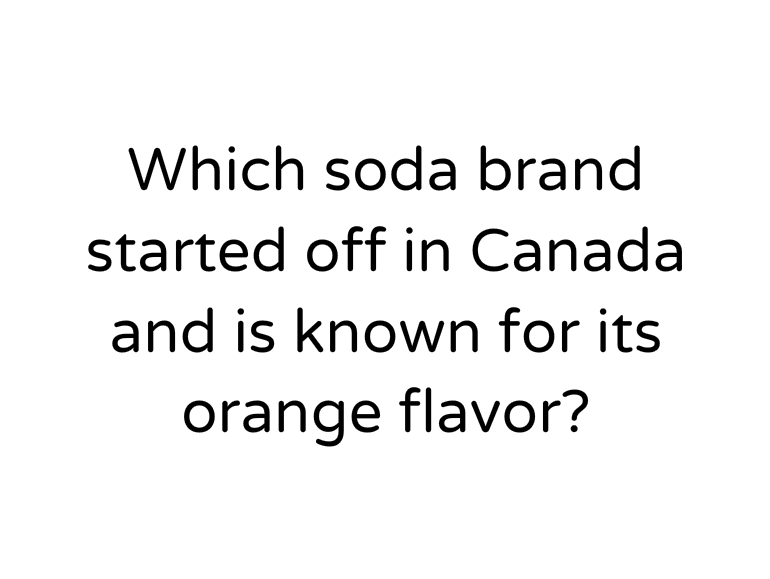 Which soda brand
started off in Canada
and is known for its
orange flavor?